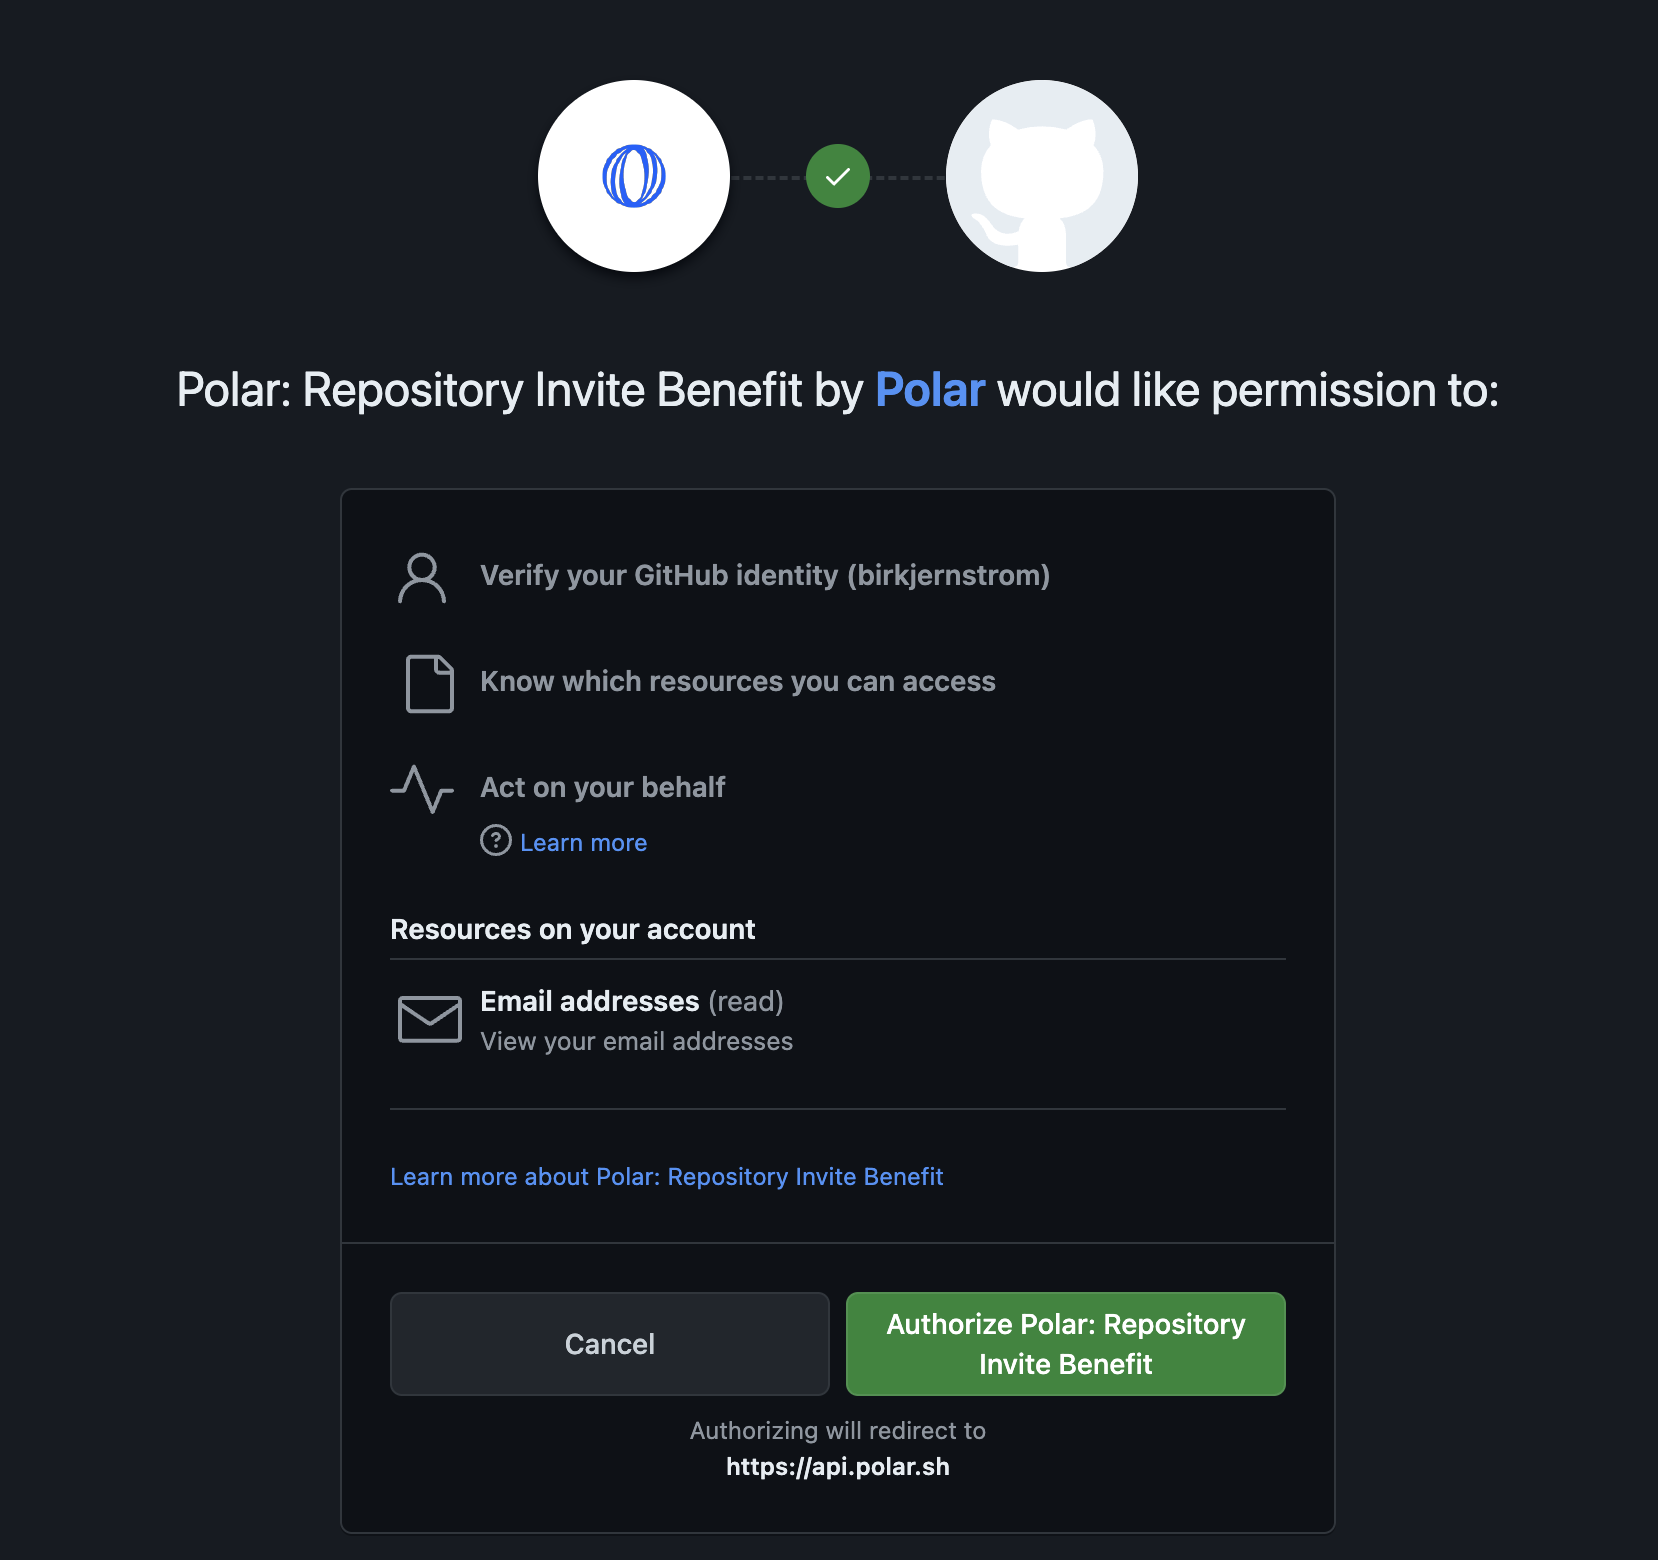 Polar: Repository Invite Benefit by Polar would like permission to:
Verify your GitHub identity (birkjernstrom)
Know which resources you can access
Act on your behalf
? Learn more
Resources on your account
Email addresses (read)
View your email addresses
Learn more about Polar: Repository Invite Benefit
Cancel
Authorize Polar: Repository
Invite Benefit
Authorizing will redirect to
https://api.polar.sh